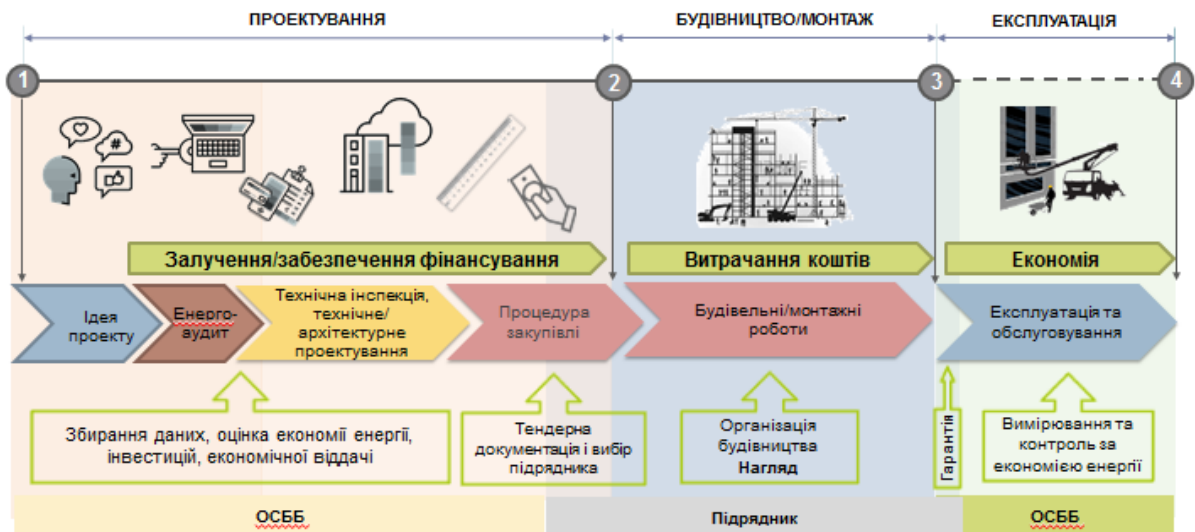 ПРОЕКТУВАННЯ
БУДІВНИЦТВО/МОНТАЖ
ЕКСПЛУАТАЦІЯ
1
2
3
4
#
Залучення/забезпечення фінансування
Витрачання коштів
Економія
Ідея
проекту
Енерго-
аудит
Технічна інспекція,
технічне/
архітектурне
проектування
Процедура
закупівлі
Будівельні/монтажні
роботи
Експлуатація та
обслуговування
Збирання даних, оцінка економії енергії,
інвестицій, економічної віддачі
Тендерна
документація і вибір
підрядника
Організація
будівництва
Нагляд
Гарантія
Вимірювання та
контроль за
економією енергії
ОСББ
Підрядник
ОСББ